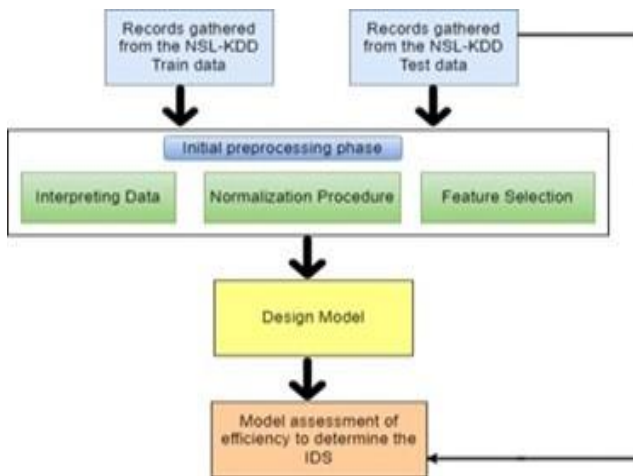 Records gathered
from the NSL-KDD
Train data
Records gathered
from the NSL-KDD
Test data
Initial preprocessing phase
Interpreting Data
Normalization Procedure
Feature Selection
Design Model
Model assessment of
efficiency to determine the
IDS